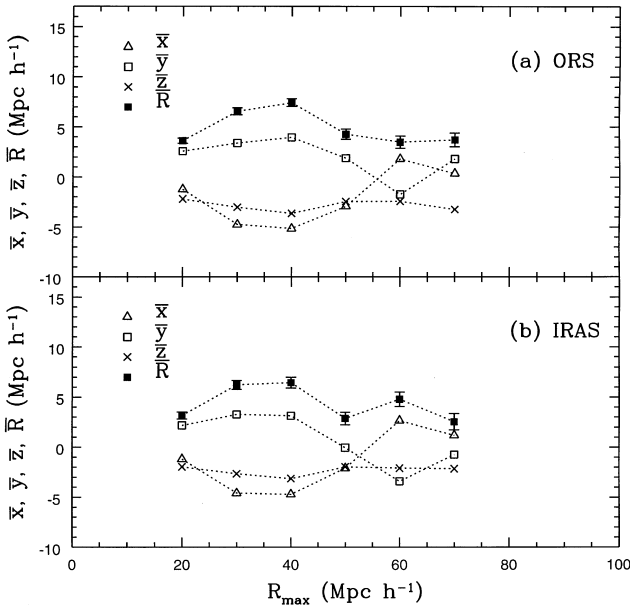 x̅, y̅, z̅, R̅ (Mpc h⁻¹)
15
10
5
0
-5
-10
x̅
y̅
z̅
R̅
(a) ORS
x̅, y̅, z̅, R̅ (Mpc h⁻¹)
15
10
5
0
-5
-10
x̅
y̅
z̅
R̅
(b) IRAS
0 20 40 60 80 100
Rmax (Mpc h⁻¹)